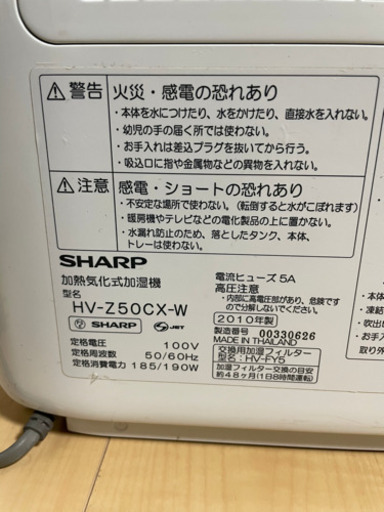 ⚠警告 火災・感電の恐れあり
・本体を水につけたり、水をかけたり、直接水を入れない。
・幼児の手の届く所では使わない。
・お手入れは差込プラグを抜いてから行う。
・吸込口に指や金属物などの異物を入れない。
⚠注意 感電・ショートの恐れあり
・不安定な場所で使わない。(転倒すると水がこぼれます)
・暖房機やテレビなどの電化製品の上に置かない。
・水漏れ防止のため、落としたタンク、本体、
トレーは使わない。
SHARP
加熱気化式加湿機
型名
HV-Z50CX-W
SHARP JET
定格電圧 100V
定格周波数 50/60Hz
定格消費電力 185/190W
電流ヒューズ 5A
高圧注意
・内部に高電圧部があり、危険です
ので分解しない。
2010年製
製造番号 00330626
MADE IN THAILAND
交換用加湿フィルター
型名:HV-FY5
加湿フィルター交換の目安
約48ヶ月(1日8時間運転)
・凍結
・吹出
・お手入
取り外